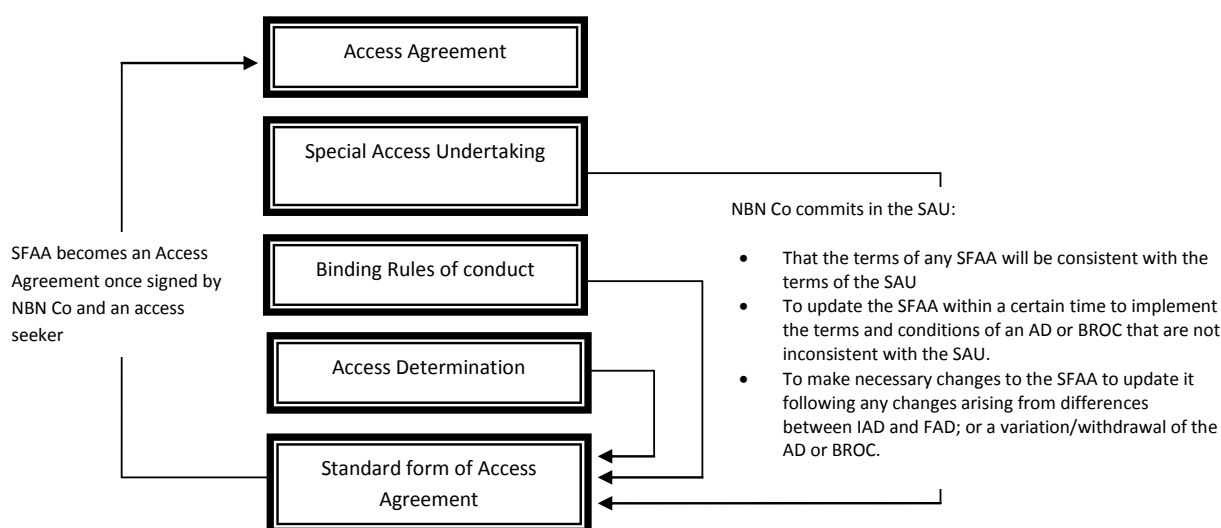 Access Agreement
Special Access Undertaking
Binding Rules of conduct
Access Determination
Standard form of Access
Agreement
SFAA becomes an Access
Agreement once signed by
NBN Co and an access
seeker
NBN Co commits in the SAU:
• That the terms of any SFAA will be consistent with the
terms of the SAU
• To update the SFAA within a certain time to implement
the terms and conditions of an AD or BROC that are not
inconsistent with the SAU.
• To make necessary changes to the SFAA to update it
following any changes arising from differences
between IAD and FAD; or a variation/withdrawal of the
AD or BROC.